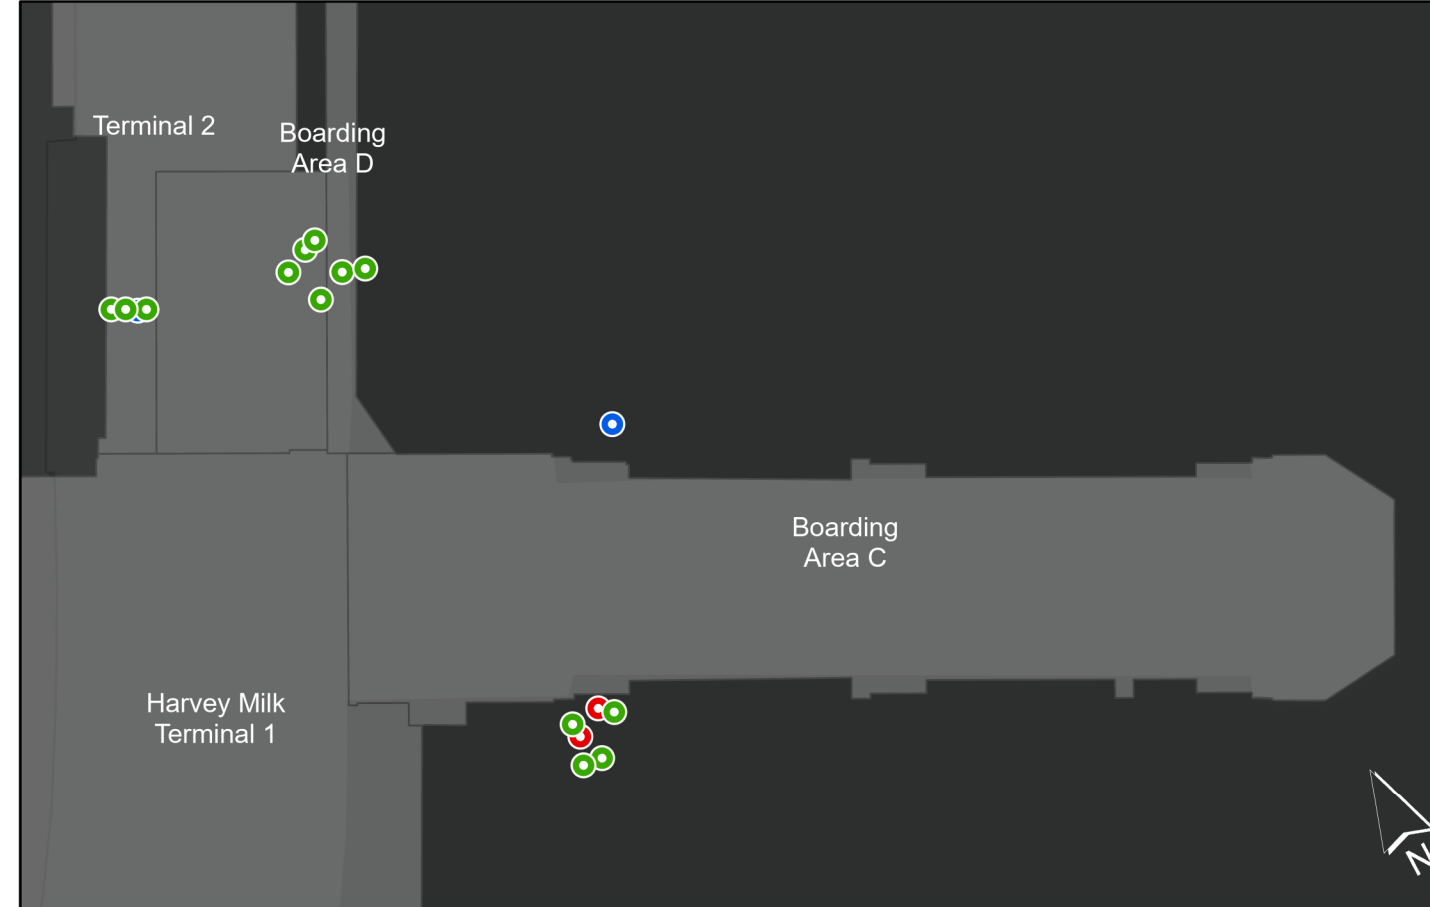 Terminal 2
Boarding
Area D
Boarding
Area C
Harvey Milk
Terminal 1
N